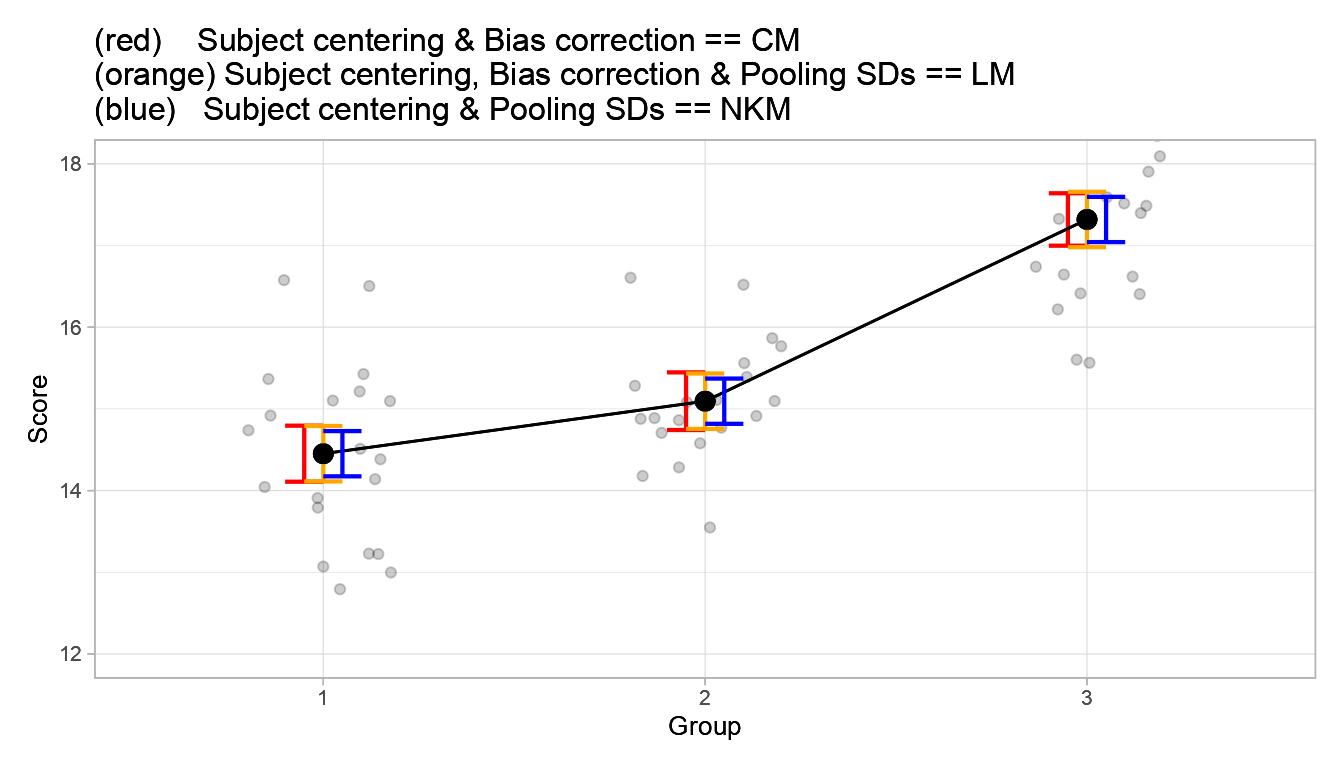 (red)    Subject centering & Bias correction == CM
(orange) Subject centering, Bias correction & Pooling SDs == LM
(blue)   Subject centering & Pooling SDs == NKM
18
16
14
12
Score
1 2 3
Group